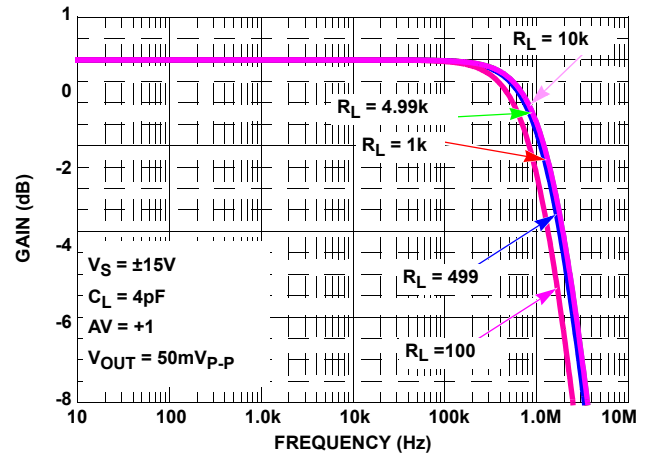 1
0
-2
-4
-6
-8
GAIN (dB)
R_L = 10k
R_L = 4.99k
R_L = 1k
R_L = 499
R_L =100
V_S = ±15V
C_L = 4pF
AV = +1
V_OUT = 50mV_P-P
10 100 1.0k 10k 100k 1.0M 10M
FREQUENCY (Hz)